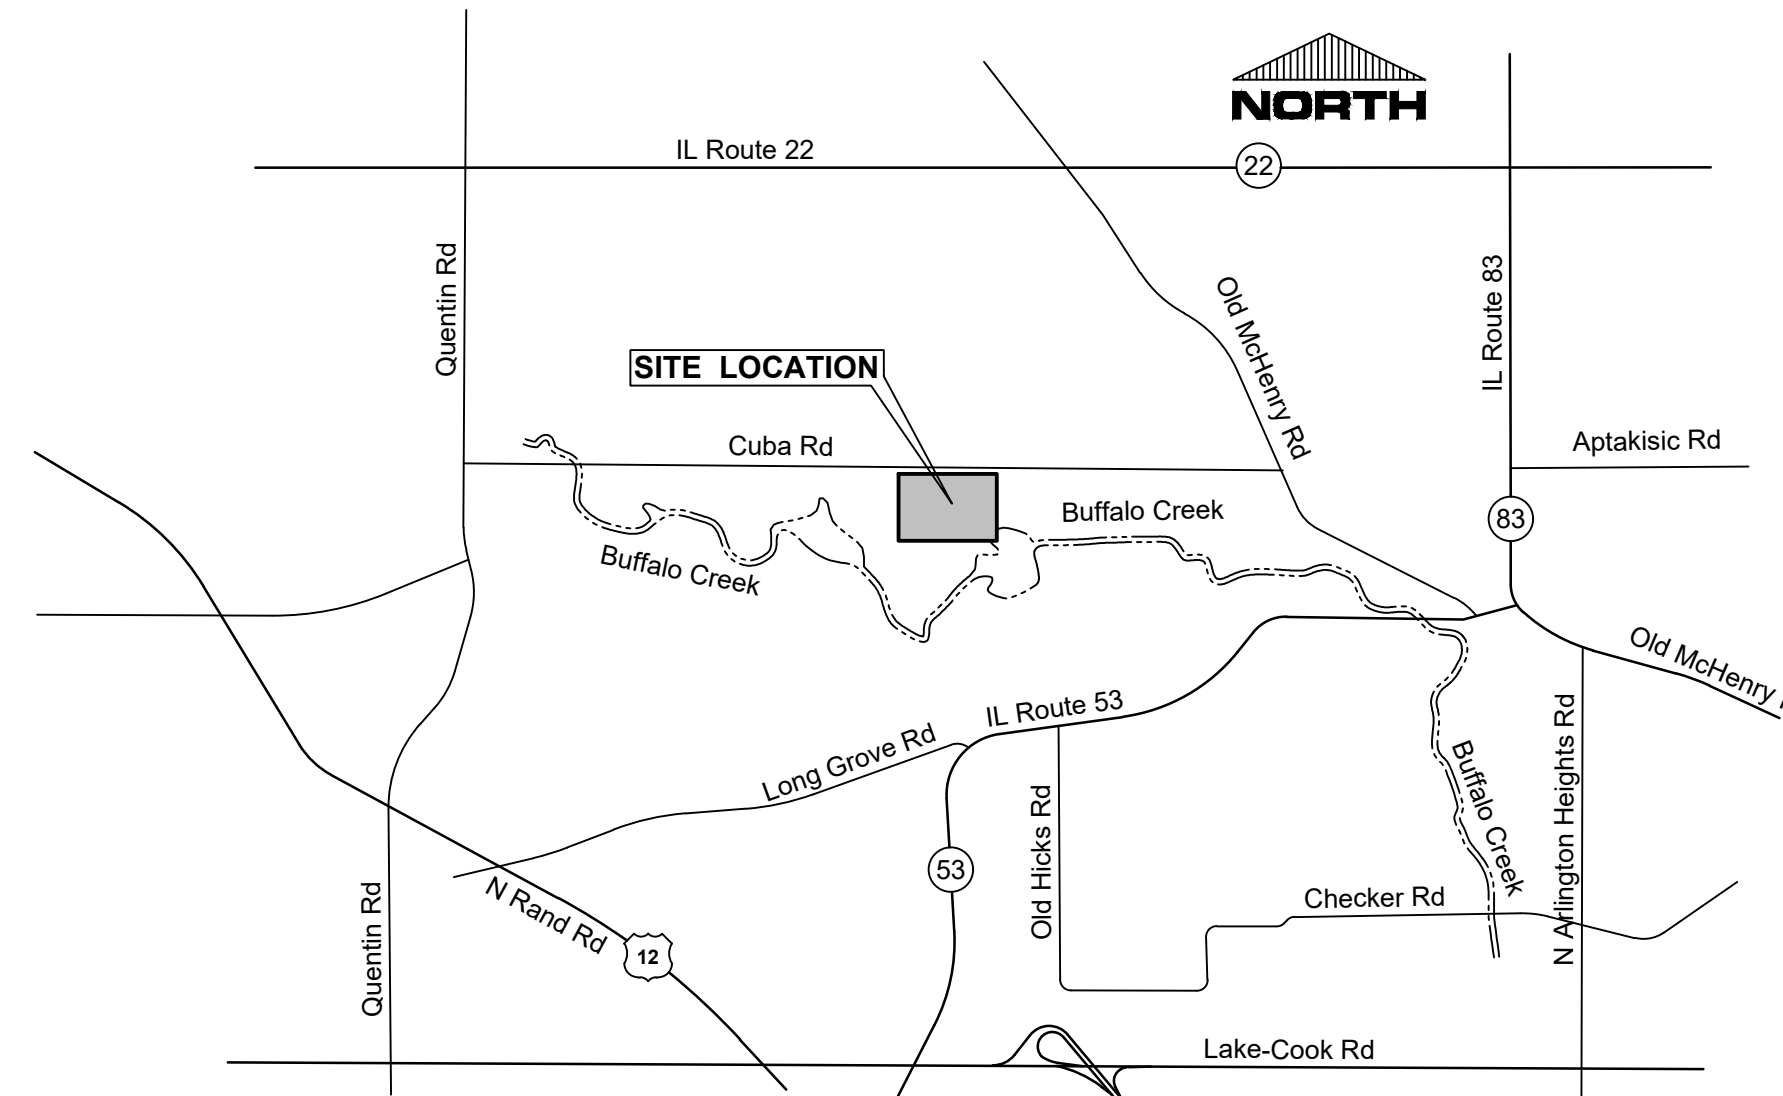 NORTH
IL Route 22
22
Quentin Rd
Old McHenry Rd
IL Route 83
SITE LOCATION
Cuba Rd
Aptakisic Rd
Buffalo Creek
83
Buffalo Creek
Old McHenry
IL Route 53
Long Grove Rd
N Arlington Heights Rd
Buffalo Creek
Old Hicks Rd
53
Checker Rd
N Rand Rd
Quentin Rd
12
Lake-Cook Rd